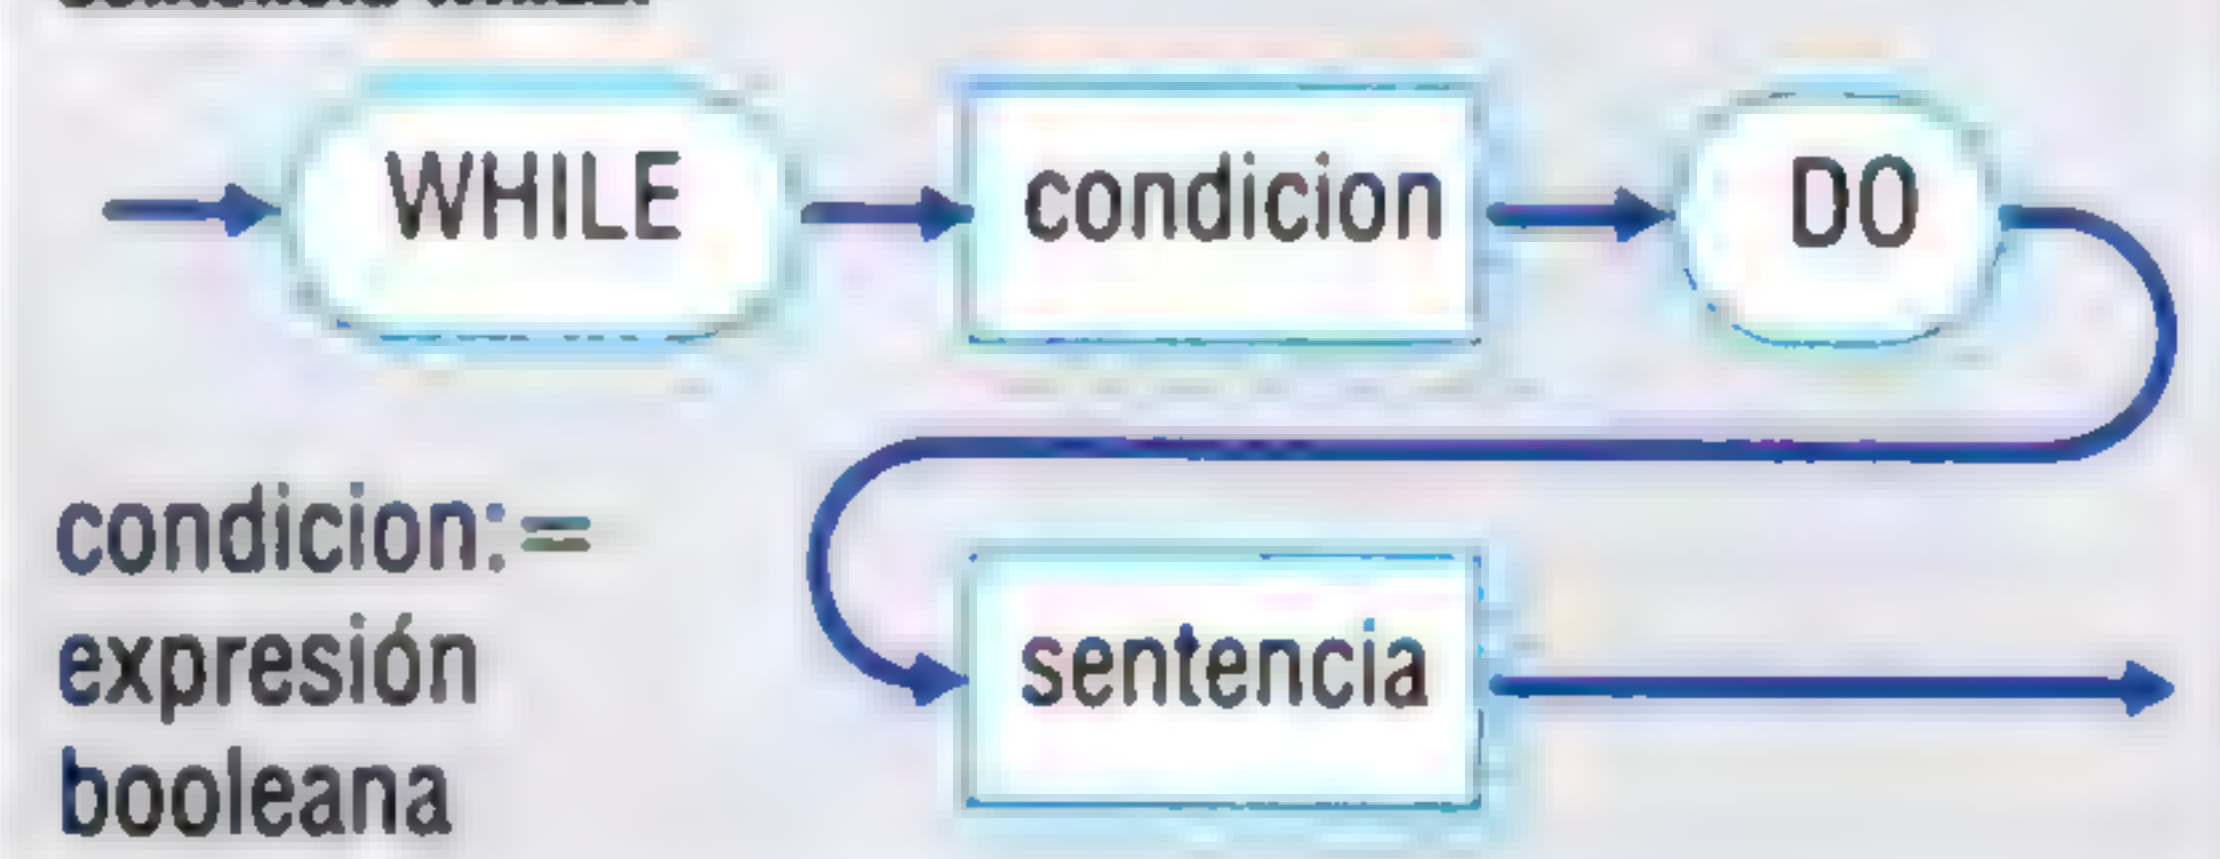 WHILE condicion DO
condicion:=
expresión
booleana
sentencia